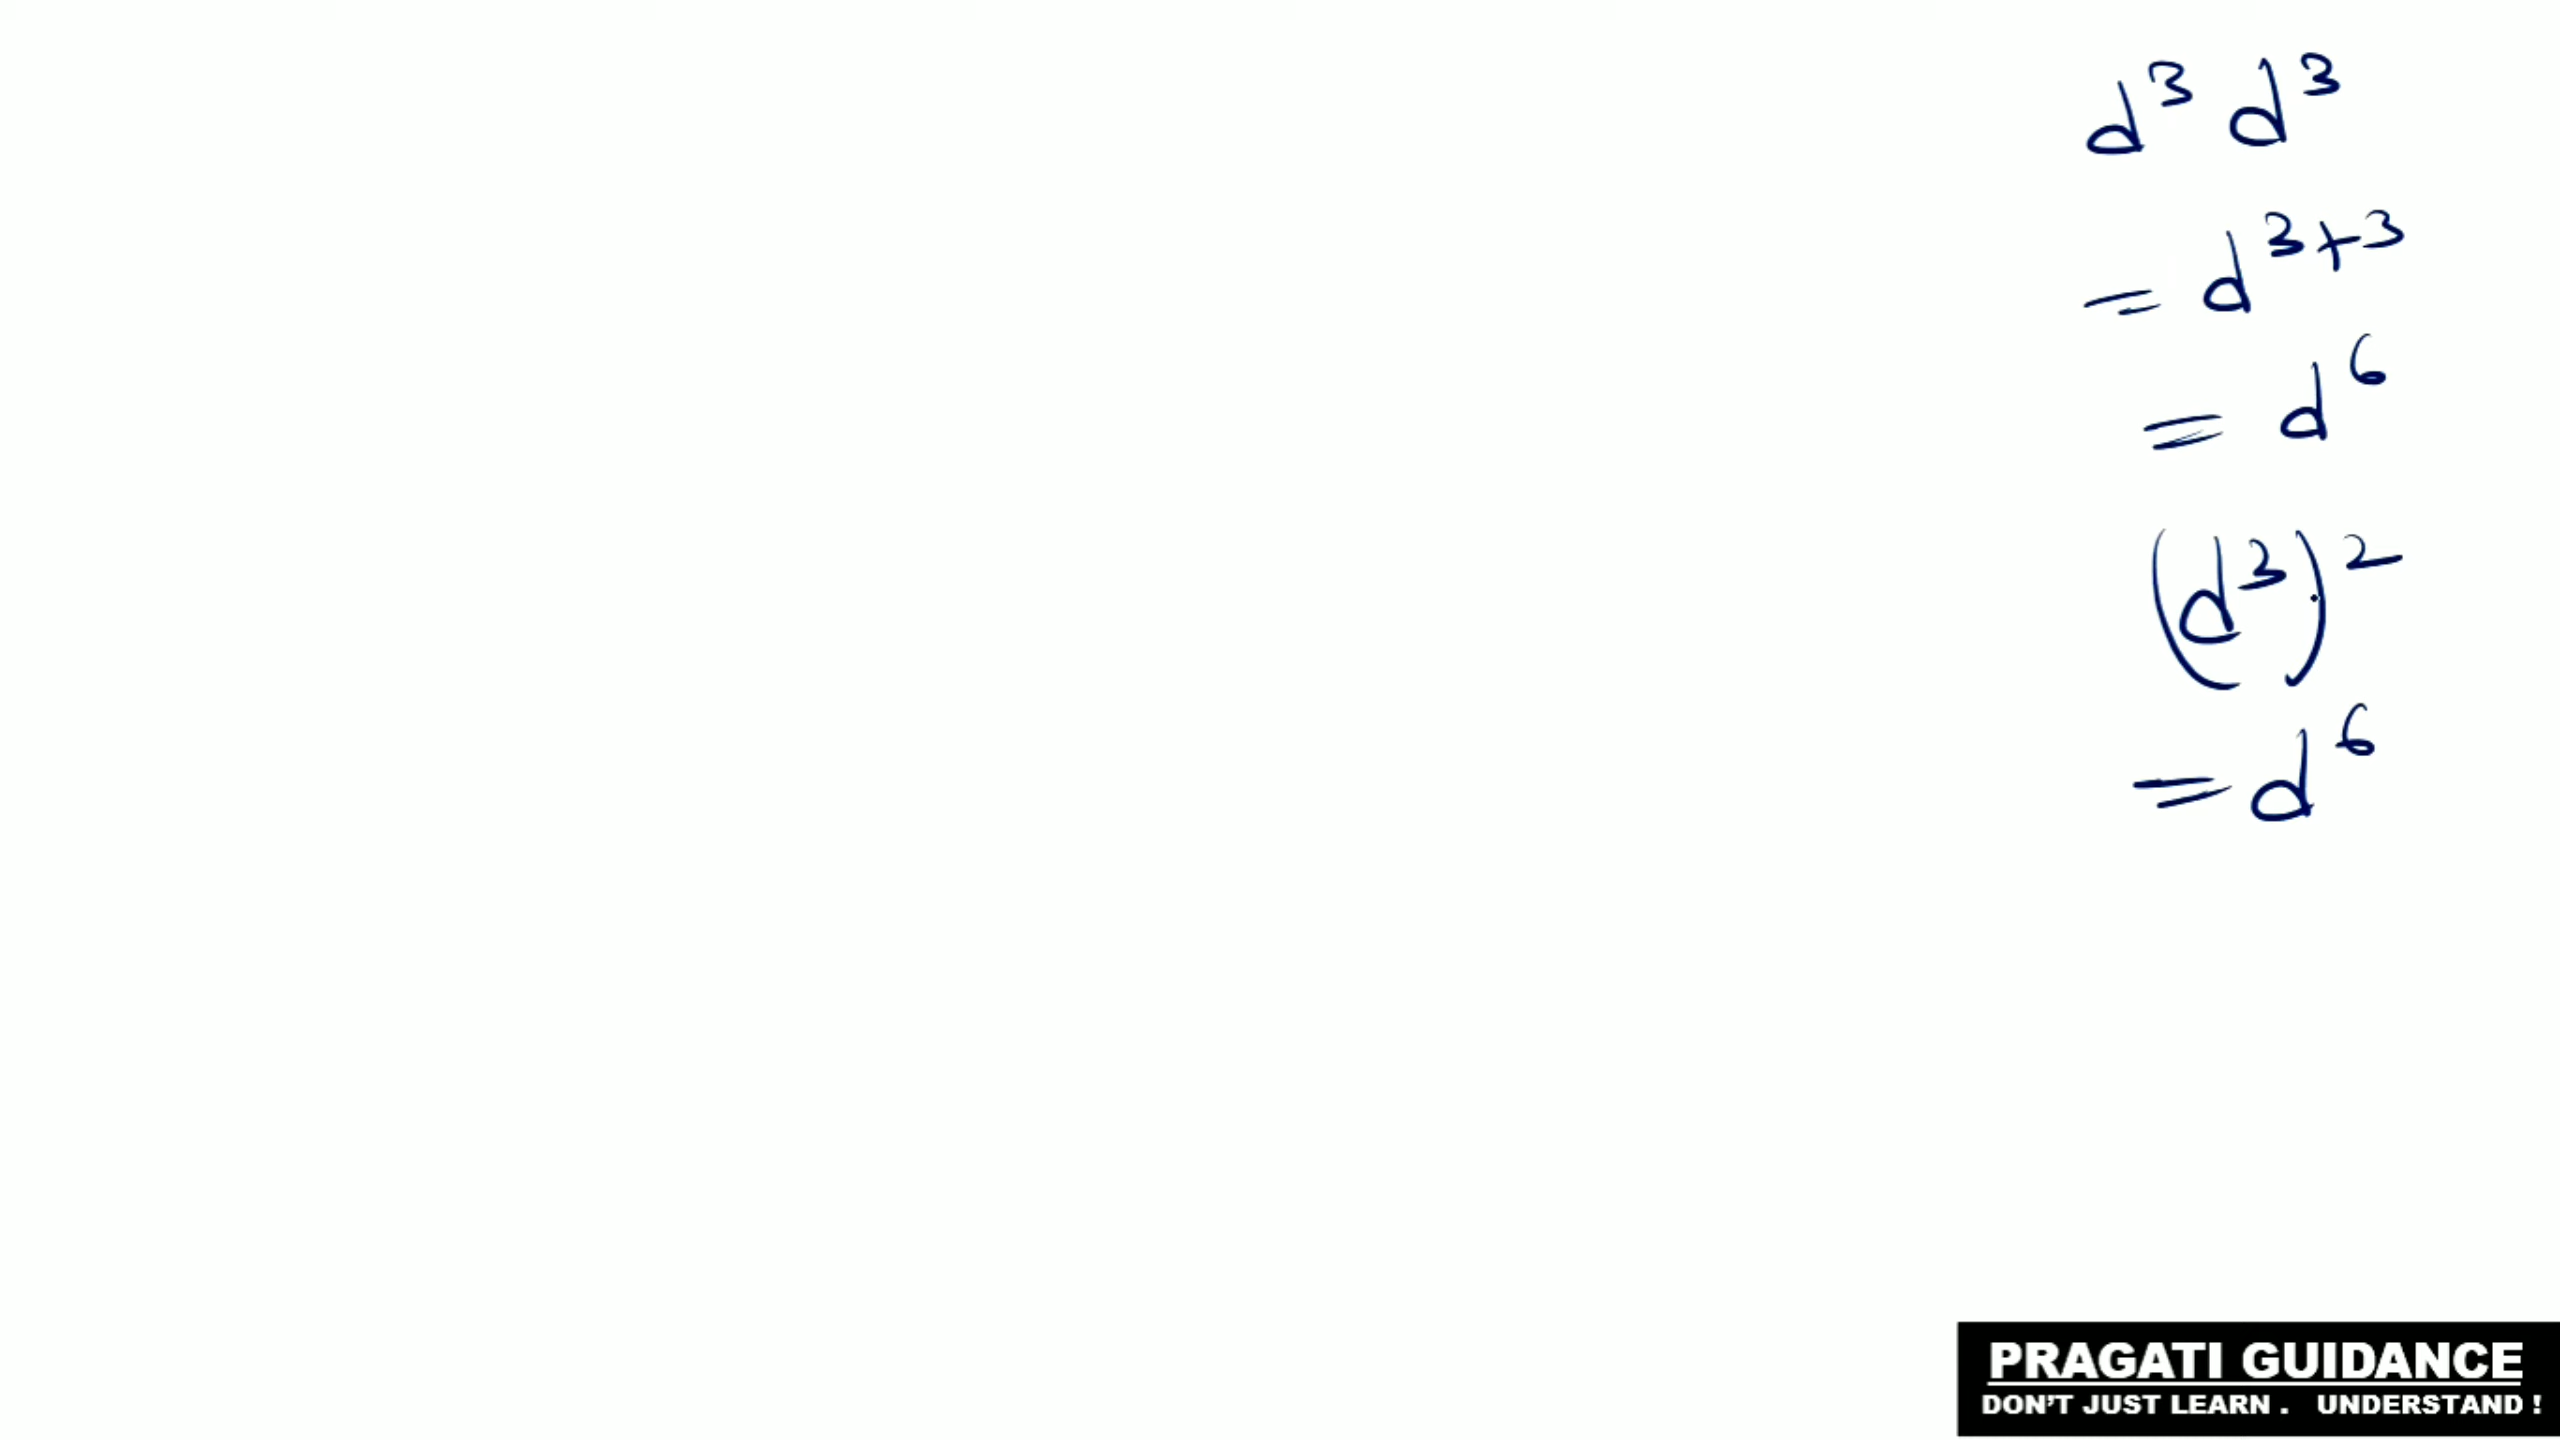 d³ d³
= d³⁺³
= d⁶
(d³)²
= d⁶
PRAGATI GUIDANCE
DON'T JUST LEARN . UNDERSTAND !